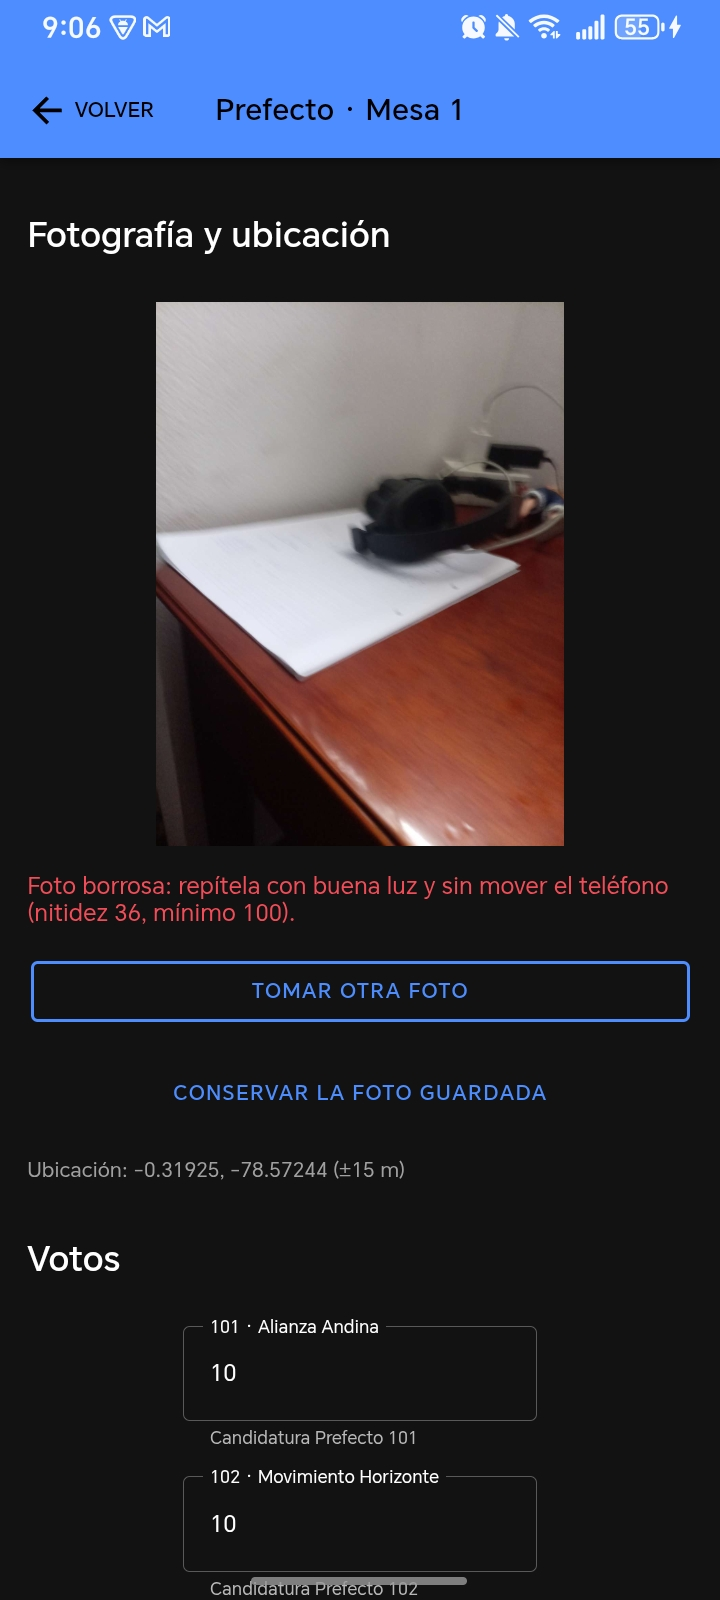 9:06
55
VOLVER
Prefecto · Mesa 1
Fotografía y ubicación
Foto borrosa: repítela con buena luz y sin mover el teléfono
(nitidez 36, mínimo 100).
TOMAR OTRA FOTO
CONSERVAR LA FOTO GUARDADA
Ubicación: -0.31925, -78.57244 (±15 m)
Votos
101 · Alianza Andina
10
Candidatura Prefecto 101
102 · Movimiento Horizonte
10
Candidatura Prefecto 102